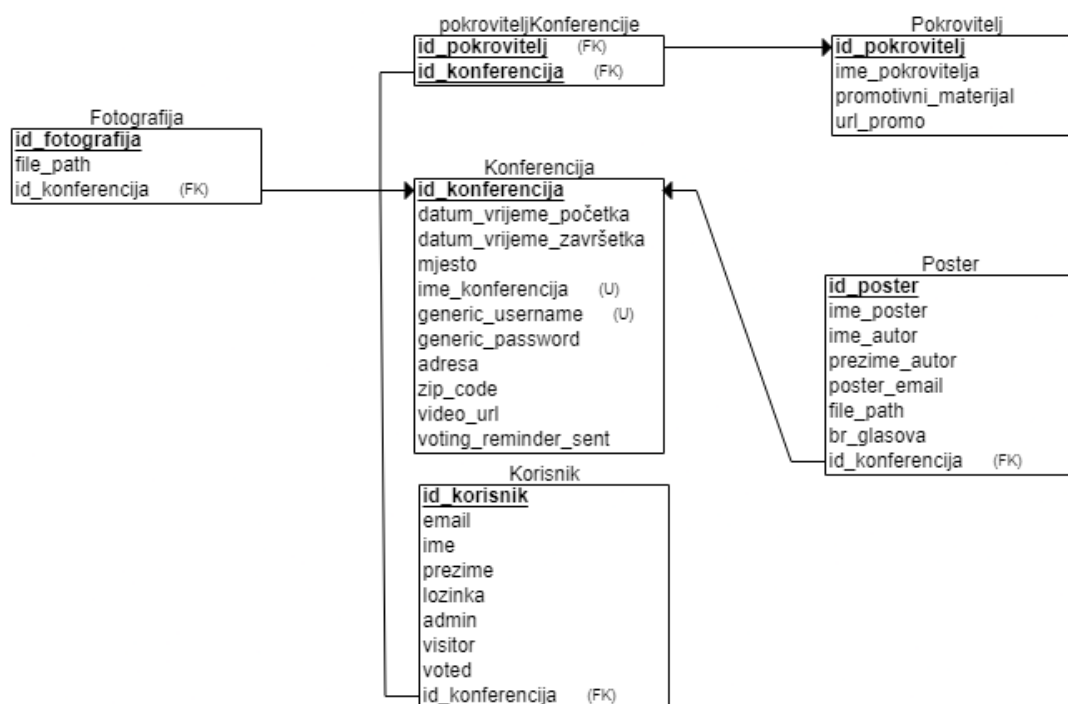 pokroviteljKonferencije
id_pokrovitelj (FK)
id_konferencija (FK)
Pokrovitelj
id_pokrovitelj
ime_pokrovitelja
promotivni_materijal
url_promo
Fotografija
id_fotografija
file_path
id_konferencija (FK)
Konferencija
id_konferencija
datum_vrijeme_početka
datum_vrijeme_završetka
mjesto
ime_konferencija (U)
generic_username (U)
generic_password
adresa
zip_code
video_url
voting_reminder_sent
Poster
id_poster
ime_poster
ime_autor
prezime_autor
poster_email
file_path
br_glasova
id_konferencija (FK)
Korisnik
id_korisnik
email
ime
prezime
lozinka
admin
visitor
voted
id_konferencija (FK)